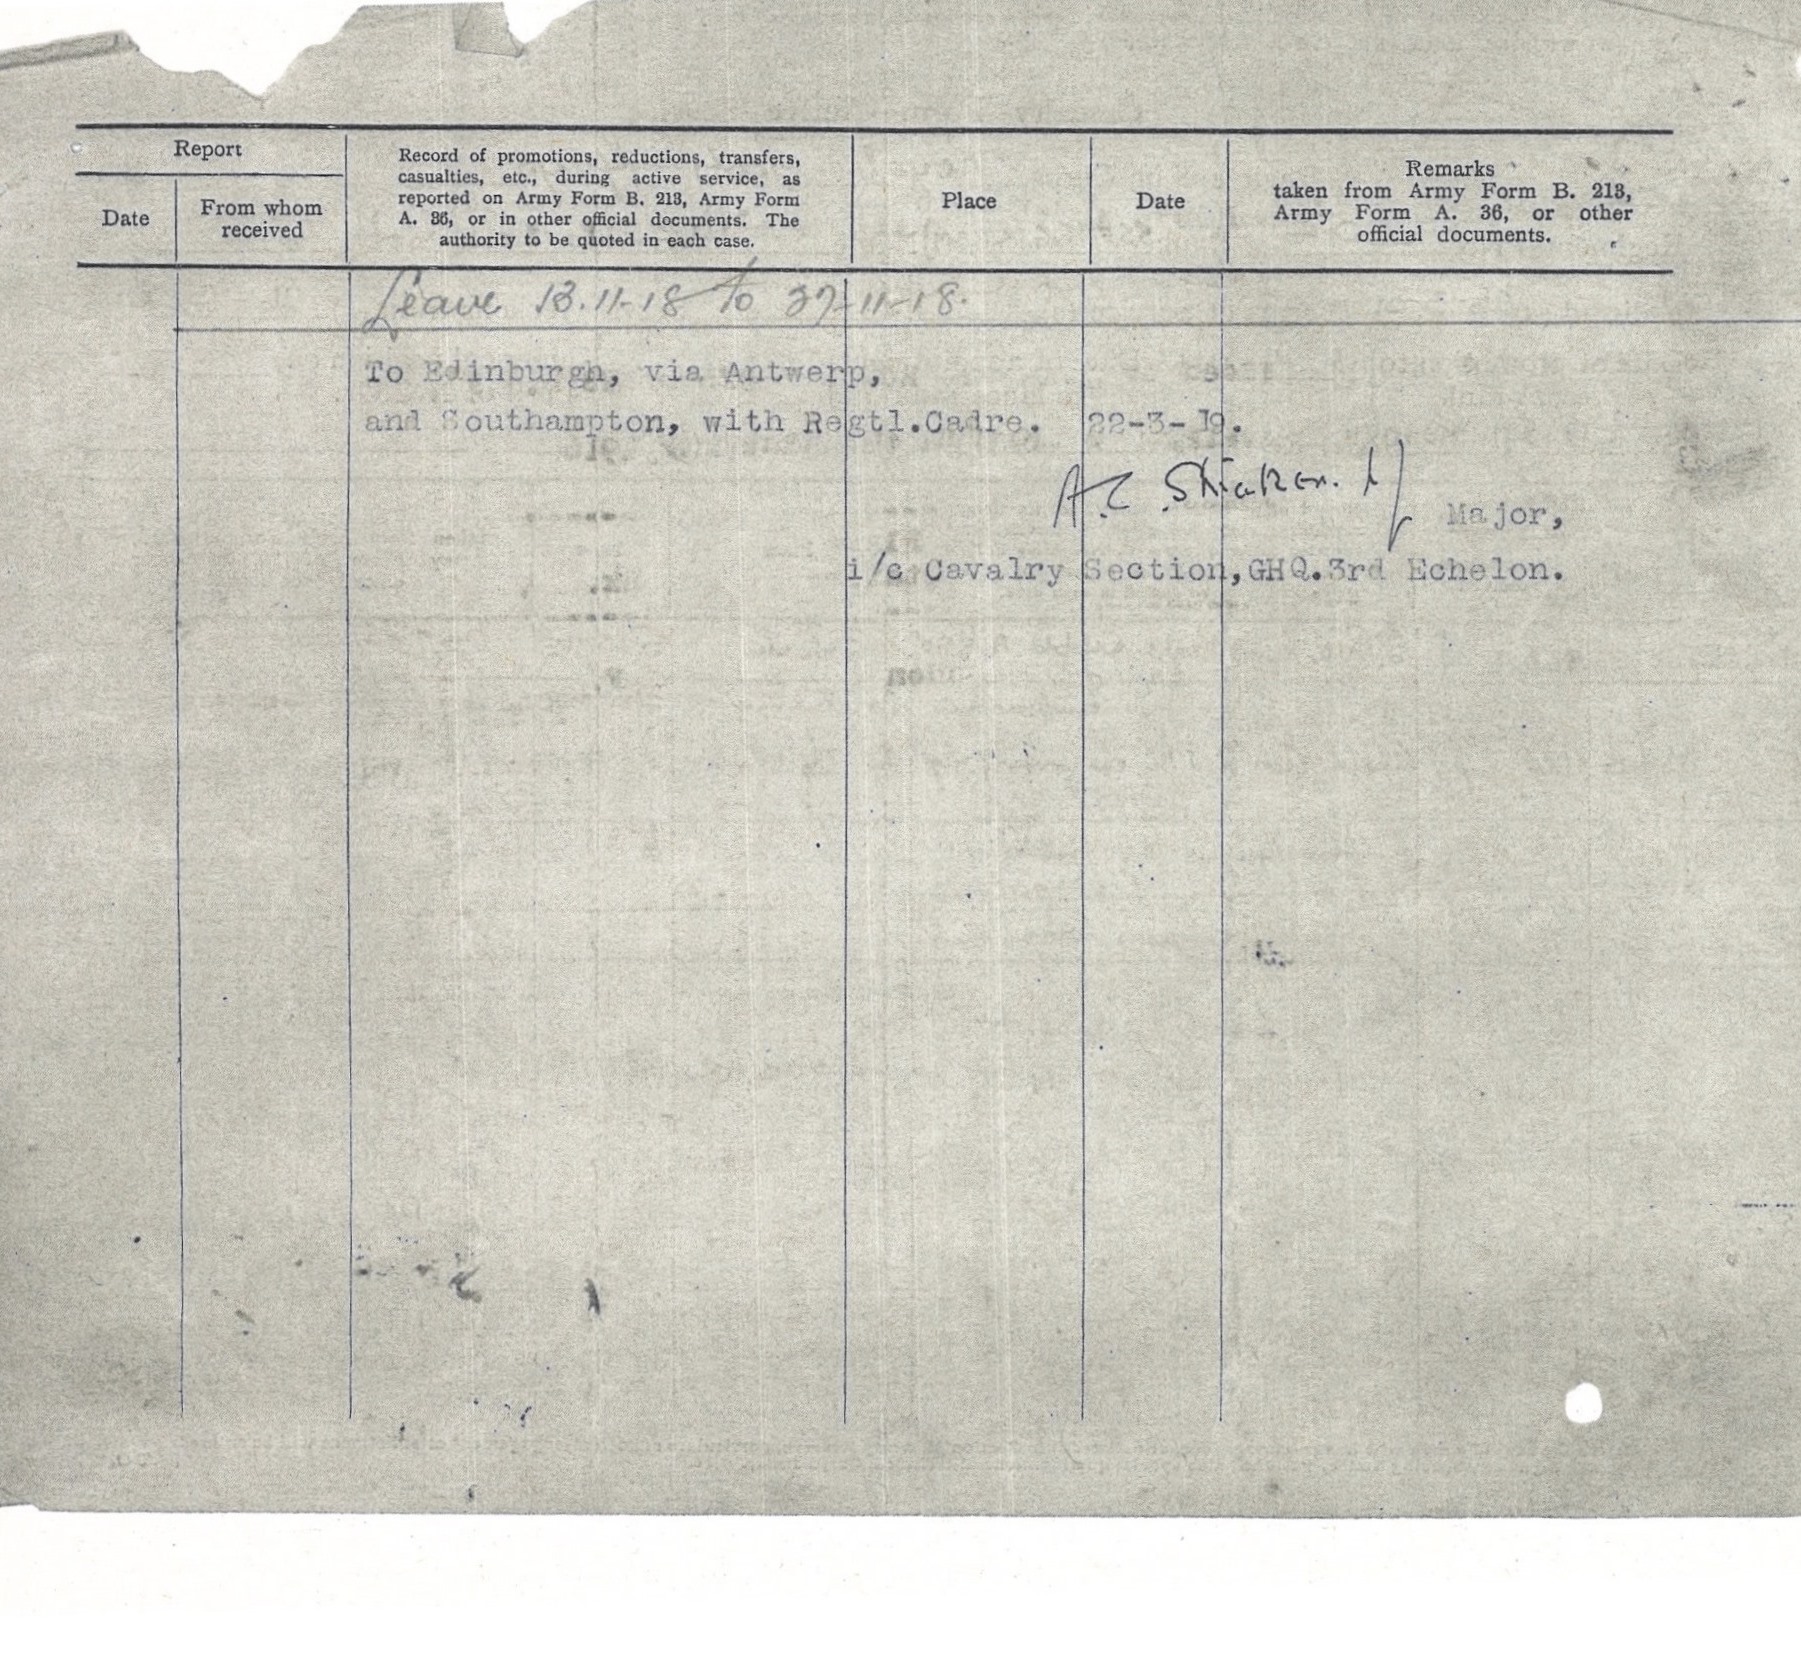 Report
Date
From whom
received
Record of promotions, reductions, transfers,
casualties, etc., during active service, as
reported on Army Form B. 213, Army Form
A. 36, or in other official documents. The
authority to be quoted in each case.
Place
Date
Remarks
taken from Army Form B. 213,
Army Form A. 36, or other
official documents.
Leave 13.11-18 to 27-11-18.
To Edinburgh, via Antwerp,
and Southampton, with Regtl.Cadre. 22-3-19.
Major,
i/c Cavalry Section,GHQ.3rd Echelon.